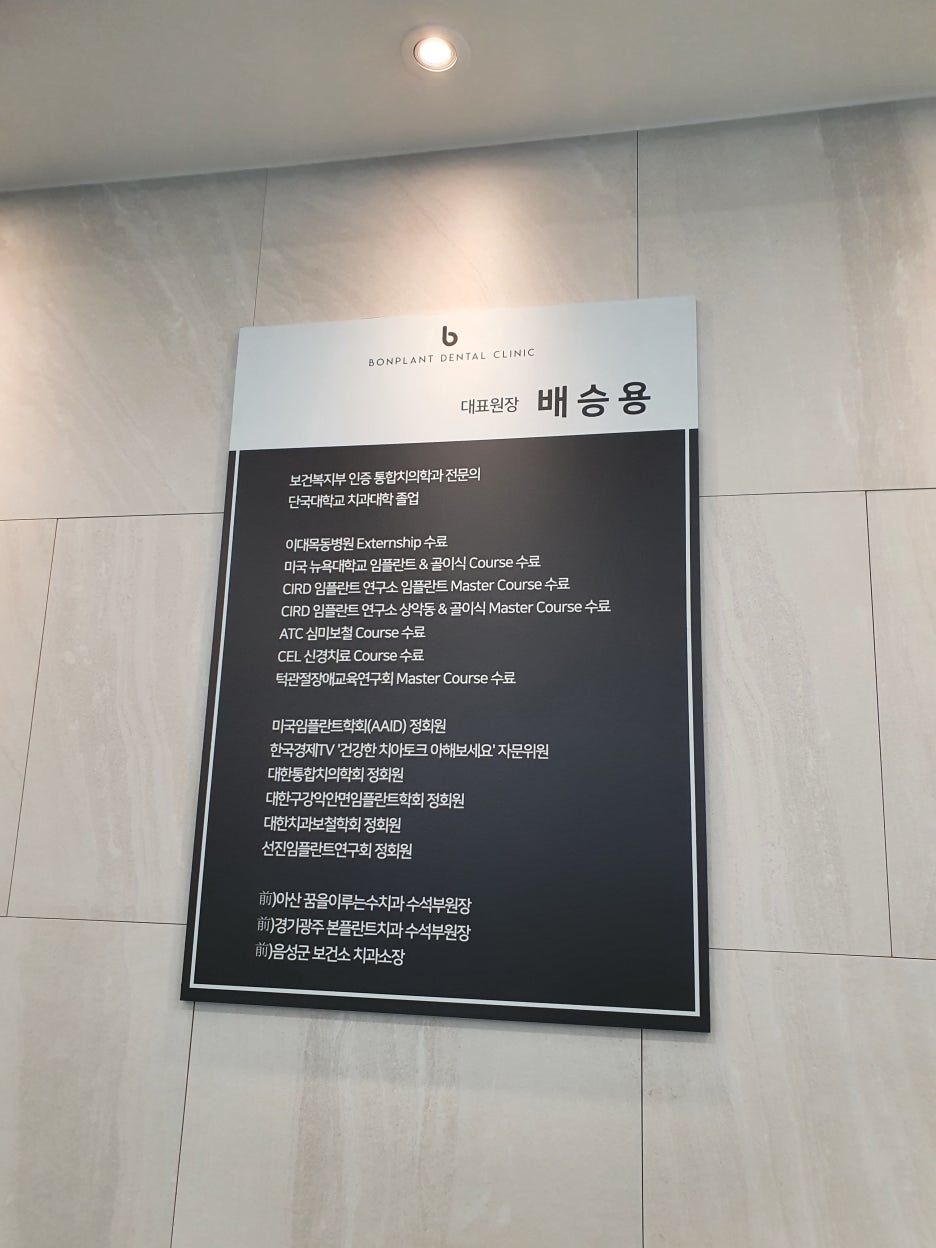 b
BONPLANT DENTAL CLINIC
대표원장 배승용
보건복지부 인증 통합치의학과 전문의
단국대학교 치과대학 졸업
이대목동병원 Externship 수료
미국 뉴욕대학교 임플란트 & 골이식 Course 수료
CIRD 임플란트 연구소 임플란트 Master Course 수료
CIRD 임플란트 연구소 상악동 & 골이식 Master Course 수료
ATC 심미보철 Course 수료
CEL 신경치료 Course 수료
턱관절장애교육연구회 Master Course 수료
미국임플란트학회(AAID) 정회원
한국경제TV '건강한 치아토크 아해보세요' 자문위원
대한통합치의학회 정회원
대한구강악안면임플란트학회 정회원
대한치과보철학회 정회원
선진임플란트연구회 정회원
前)아산 꿈을이루는수치과 수석부원장
前)경기광주 본플란트치과 수석부원장
前)음성군 보건소 치과소장